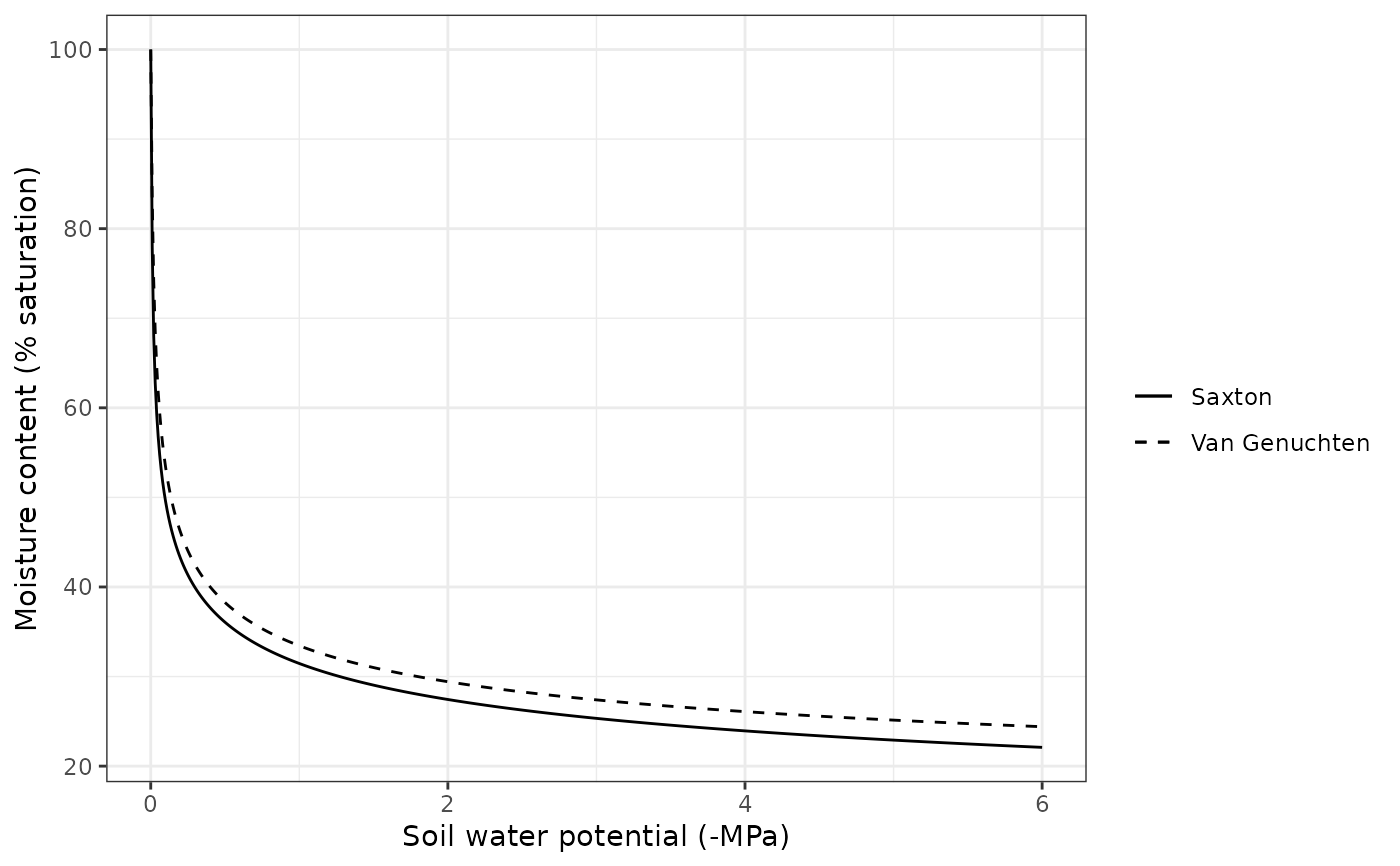 Moisture content (% saturation)
100
80
60
40
20
0
2
4
6
Soil water potential (-MPa)
Saxton
Van Genuchten